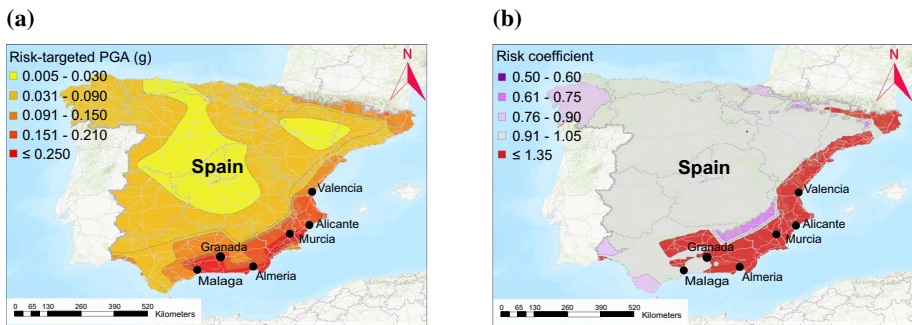 (a)
Risk-targeted PGA (g)
0.005 - 0.030
0.031 - 0.090
0.091 - 0.150
0.151 - 0.210
≤ 0.250
N
Spain
Valencia
Alicante
Murcia
Granada
Almeria
Malaga
0 65 130 260 390 520
Kilometers
(b)
Risk coefficient
0.50 - 0.60
0.61 - 0.75
0.76 - 0.90
0.91 - 1.05
≤ 1.35
N
Spain
Valencia
Alicante
Murcia
Granada
Almeria
Malaga
0 65 130 260 390 520
Kilometers